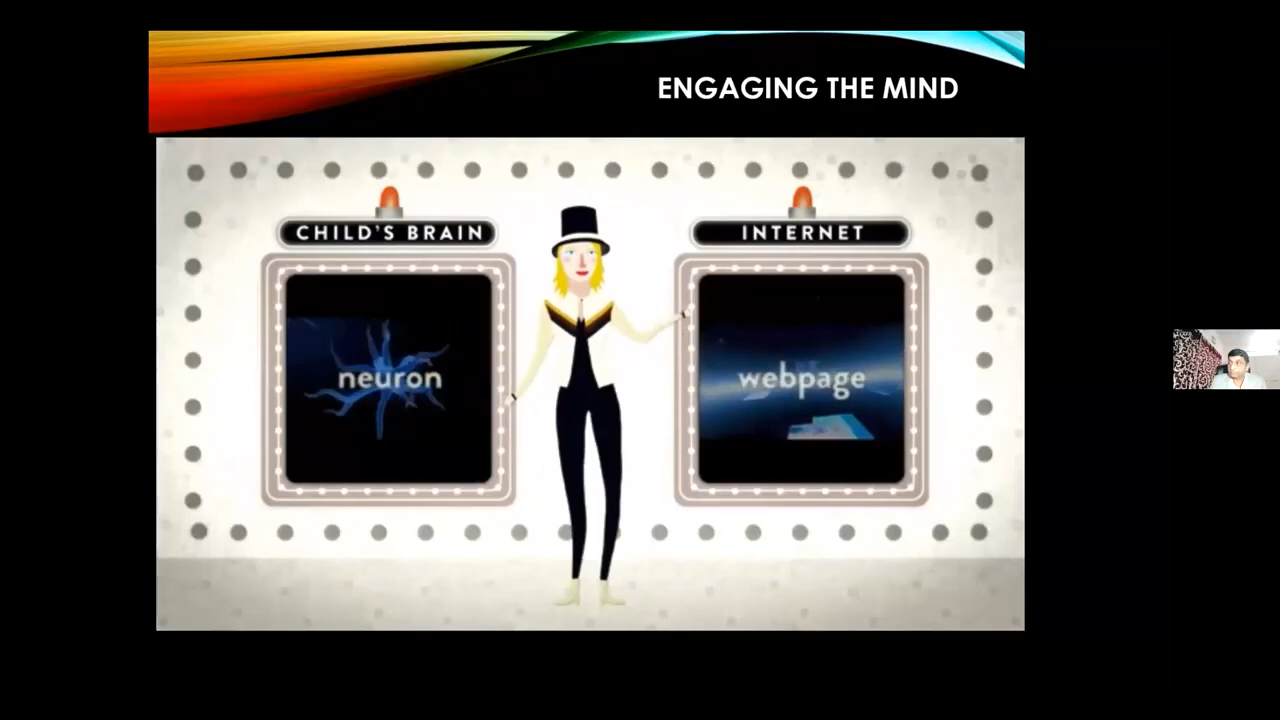 ENGAGING THE MIND
CHILD'S BRAIN
INTERNET
neuron
webpage